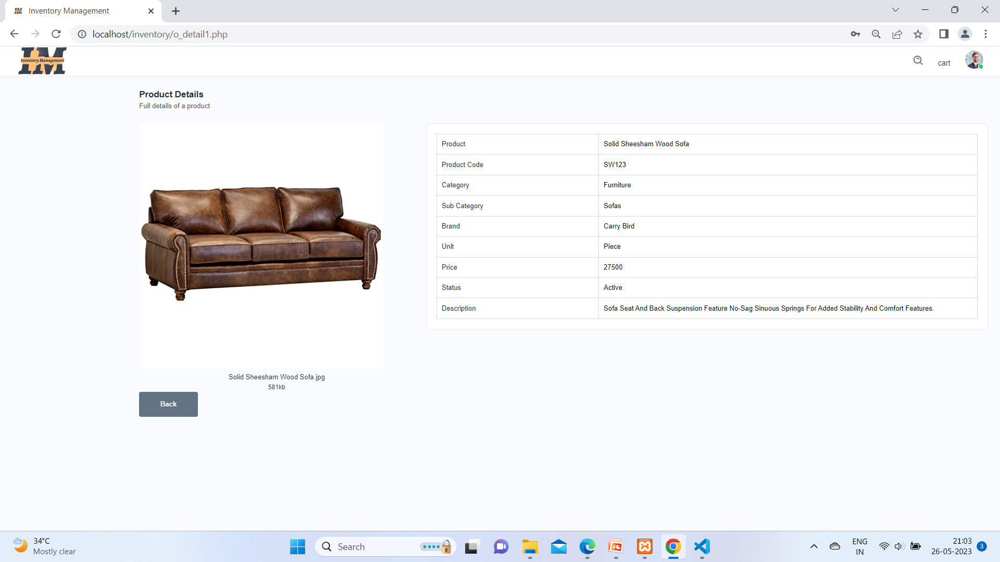 Inventory Management
localhost/inventory/o_detail1.php
IM
Inventory Management
cart
Product Details
Full details of a product
Product Solid Sheesham Wood Sofa
Product Code SW123
Category Furniture
Sub Category Sofas
Brand Carry Bird
Unit Piece
Price 27500
Status Active
Description Sofa Seat And Back Suspension Feature No-Sag Sinuous Springs For Added Stability And Comfort Features.
Solid Sheesham Wood Sofa.jpg
581kb
Back
34°C
Mostly clear
Search
ENG
IN
21:03
26-05-2023
3